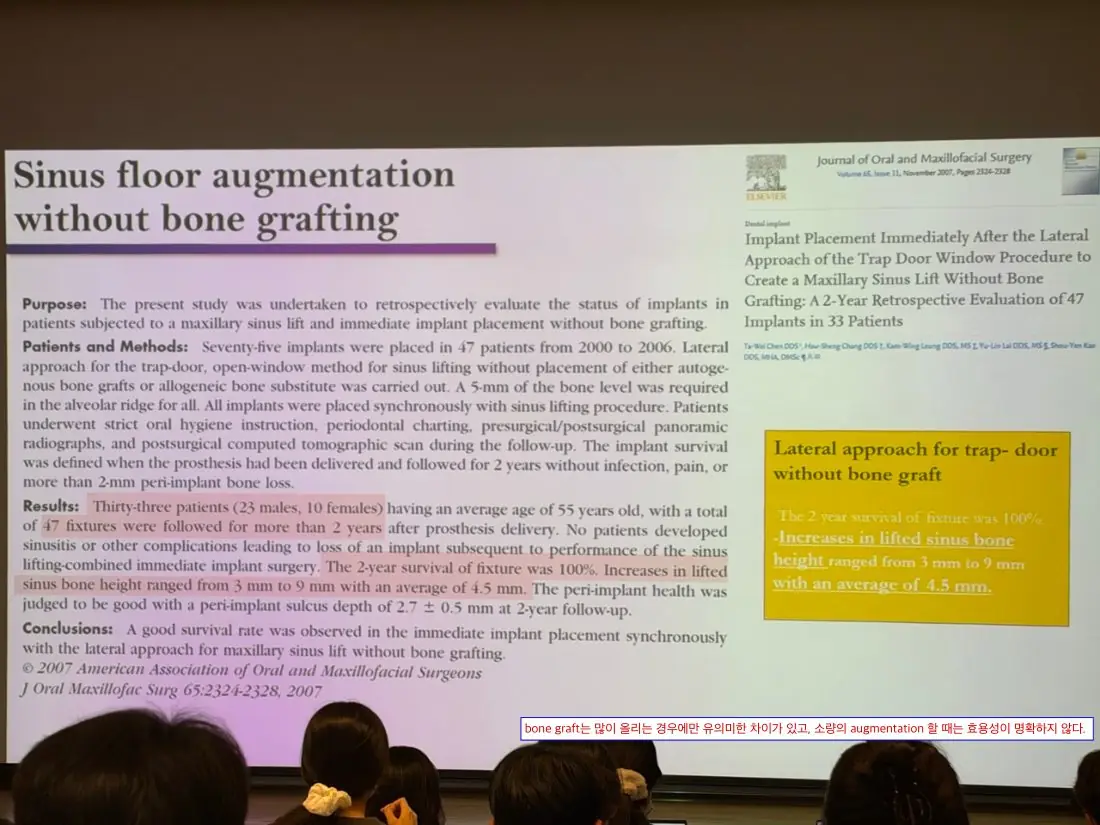 Sinus floor augmentation
without bone grafting
Purpose: The present study was undertaken to retrospectively evaluate the status of implants in
patients subjected to a maxillary sinus lift and immediate implant placement without bone grafting.
Patients and Methods: Seventy-five implants were placed in 47 patients from 2000 to 2006. Lateral
approach for the trap-door, open-window method for sinus lifting without placement of either autoge-
nous bone grafts or allogeneic bone substitute was carried out. A 5-mm of the bone level was required
in the alveolar ridge for all. All implants were placed synchronously with sinus lifting procedure. Patients
underwent strict oral hygiene instruction, periodontal charting, presurgical/postsurgical panoramic
radiographs, and postsurgical computed tomographic scan during the follow-up. The implant survival
was defined when the prosthesis had been delivered and followed for 2 years without infection, pain, or
more than 2-mm peri-implant bone loss.
Results: Thirty-three patients (23 males, 10 females) having an average age of 55 years old, with a total
of 47 fixtures were followed for more than 2 years after prosthesis delivery. No patients developed
sinusitis or other complications leading to loss of an implant subsequent to performance of the sinus
lifting-combined immediate implant surgery. The 2-year survival of fixture was 100%. Increases in lifted
sinus bone height ranged from 3 mm to 9 mm with an average of 4.5 mm. The peri-implant health was
judged to be good with a peri-implant sulcus depth of 2.7 ± 0.5 mm at 2-year follow-up.
Conclusions: A good survival rate was observed in the immediate implant placement synchronously
with the lateral approach for maxillary sinus lift without bone grafting.
© 2007 American Association of Oral and Maxillofacial Surgeons
J Oral Maxillofac Surg 65:2324-2328, 2007
ELSEVIER
Journal of Oral and Maxillofacial Surgery
Volume 65, Issue 11, November 2007, Pages 2324-2328
Dental implant
Implant Placement Immediately After the Lateral
Approach of the Trap Door Window Procedure to
Create a Maxillary Sinus Lift Without Bone
Grafting: A 2-Year Retrospective Evaluation of 47
Implants in 33 Patients
Chen DDS
DDS, MHA, DMSc
Lateral approach for trap- door
without bone graft
The 2 year survival of fixture was 100%
-Increases in lifted sinus bone
height ranged from 3 mm to 9 mm
with an average of 4.5 mm.
bone graft는 많이 올리는 경우에만 유의미한 차이가 있고, 소량의 augmentation 할 때는 효용성이 명확하지 않다.